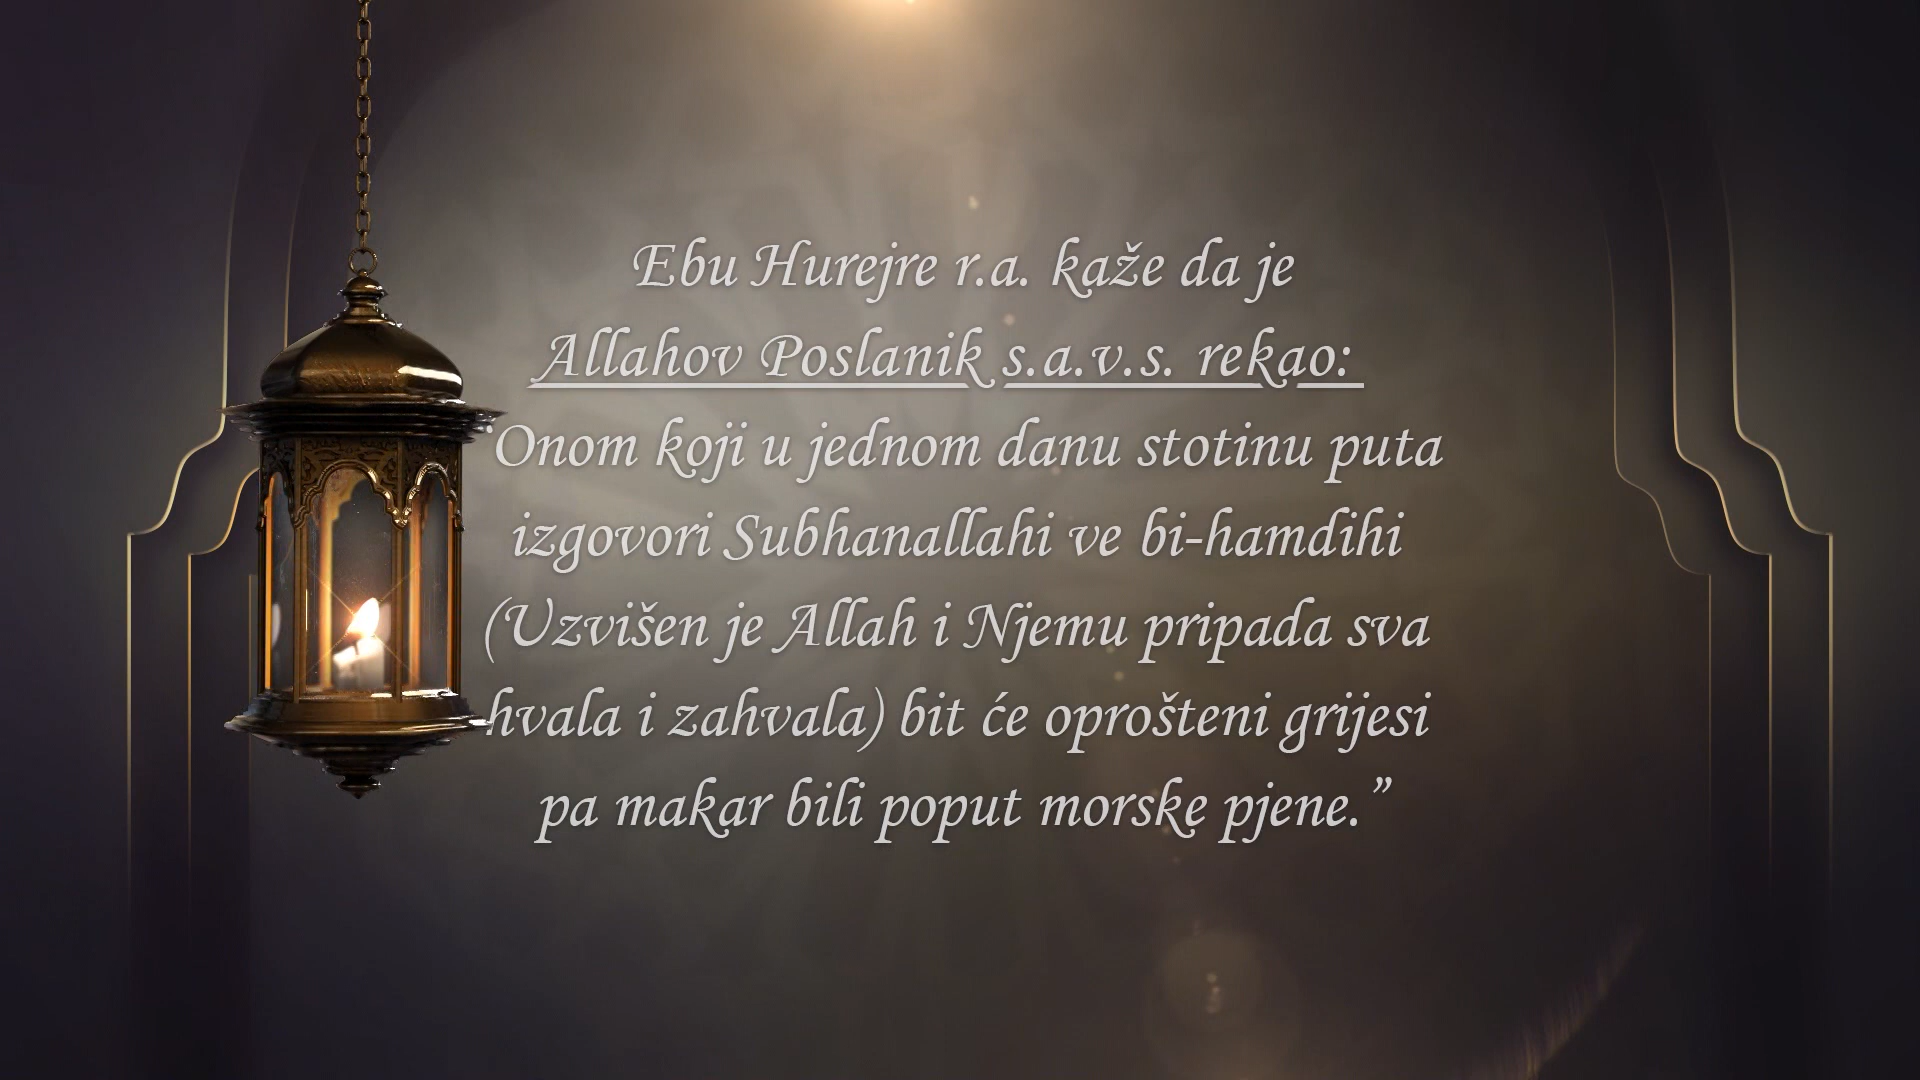 Ebu Hurejre r.a. kaže da je
Allahov Poslanik s.a.v.s. rekao:
"Onom koji u jednom danu stotinu puta
izgovori Subhanallahi ve bi-hamdihi
(Uzvišen je Allah i Njemu pripada sva
hvala i zahvala) bit će oprošteni grijesi
pa makar bili poput morske pjene.”